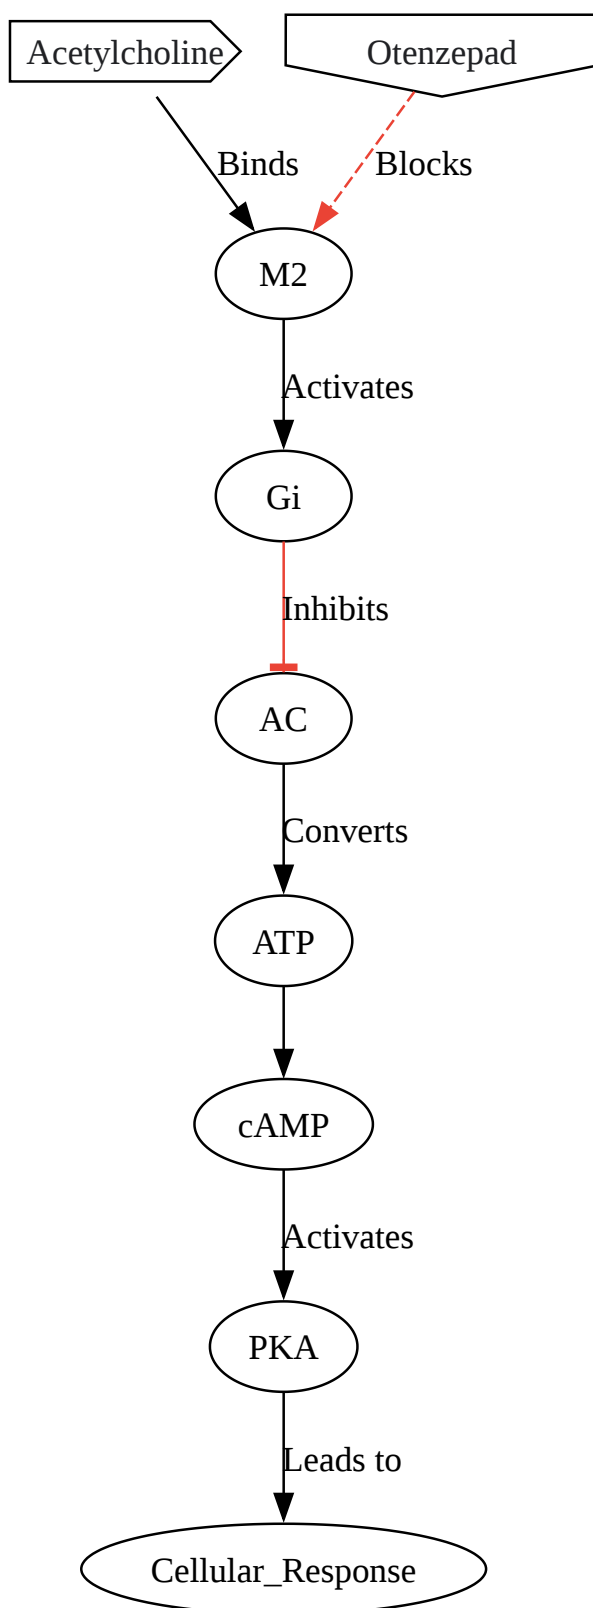 Acetylcholine
Otenzepad
Binds
Blocks
M2
Activates
Gi
Inhibits
AC
Converts
ATP
cAMP
Activates
PKA
Leads to
Cellular_Response